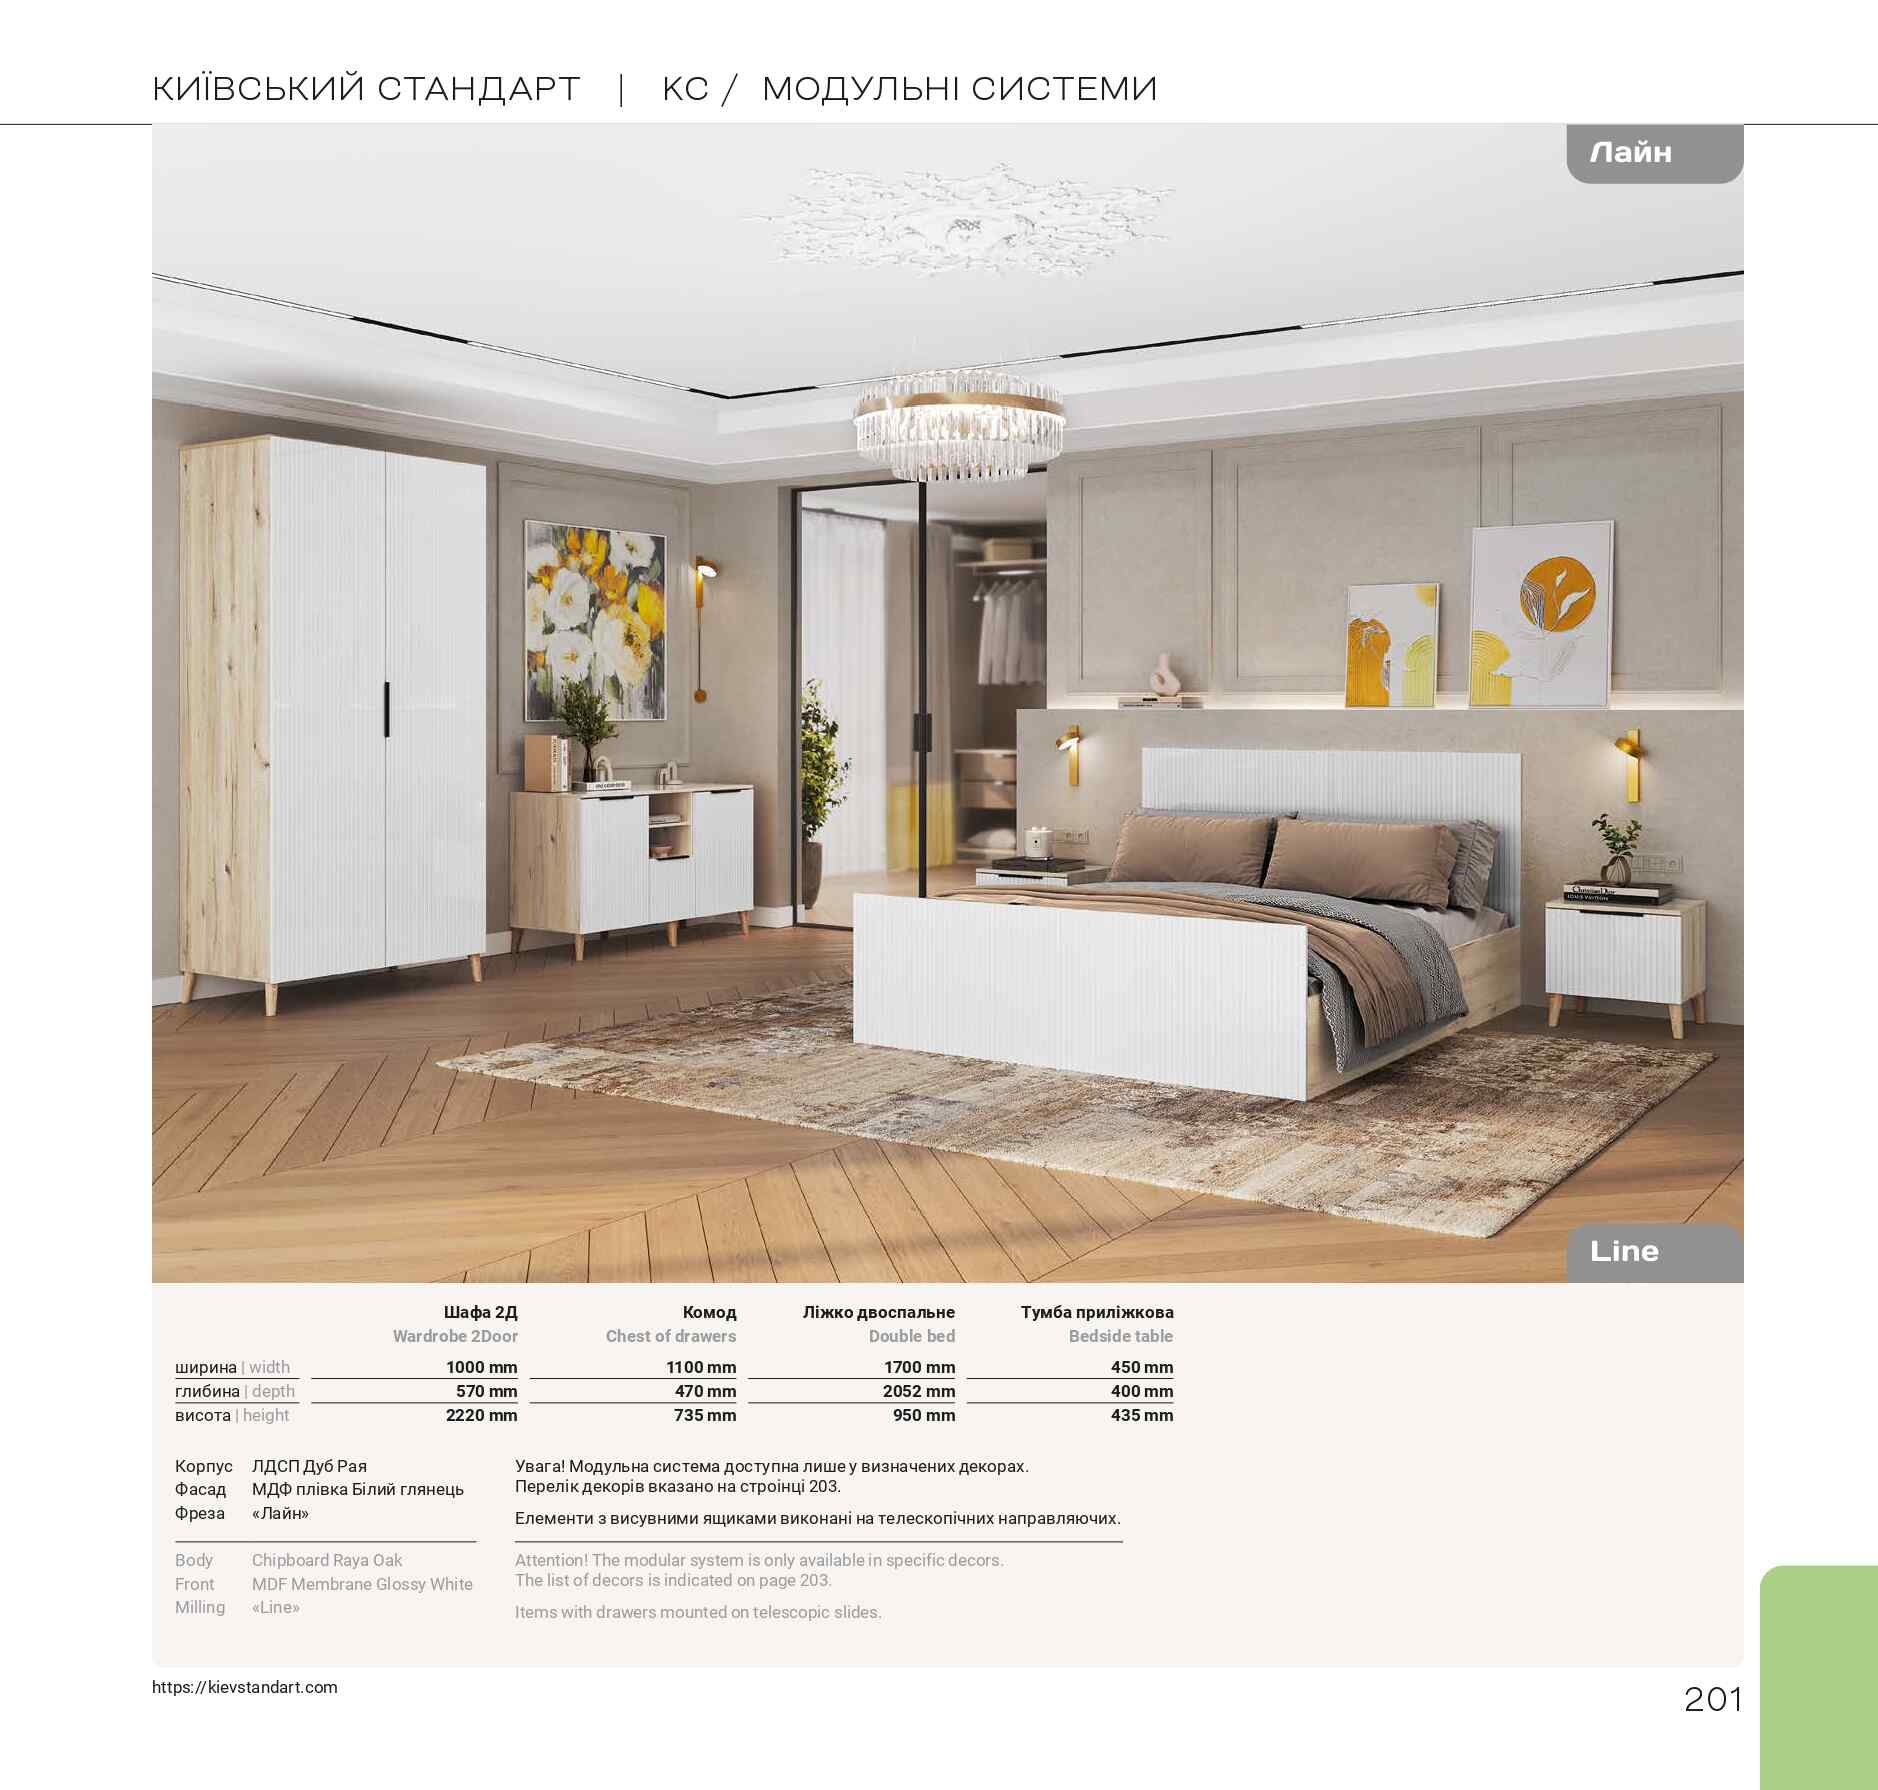 КИЇВСЬКИЙ СТАНДАРТ | КС / МОДУЛЬНІ СИСТЕМИ
Лайн
Christian Dior
LOUIS VUITTON
Line
Шафа 2Д Комод Ліжко двоспальне Тумба приліжкова
Wardrobe 2Door Chest of drawers Double bed Bedside table
ширина | width 1000 mm 1100 mm 1700 mm 450 mm
глибина | depth 570 mm 470 mm 2052 mm 400 mm
висота | height 2220 mm 735 mm 950 mm 435 mm
Корпус ЛДСП Дуб Рая
Фасад МДФ плівка Білий глянець
Фреза «Лайн»
Body Chipboard Raya Oak
Front MDF Membrane Glossy White
Milling «Line»
Увага! Модульна система доступна лише у визначених декорах.
Перелік декорів вказано на строінці 203.
Елементи з висувними ящиками виконані на телескопічних направляючих.
Attention! The modular system is only available in specific decors.
The list of decors is indicated on page 203.
Items with drawers mounted on telescopic slides.
https://kievstandart.com
201